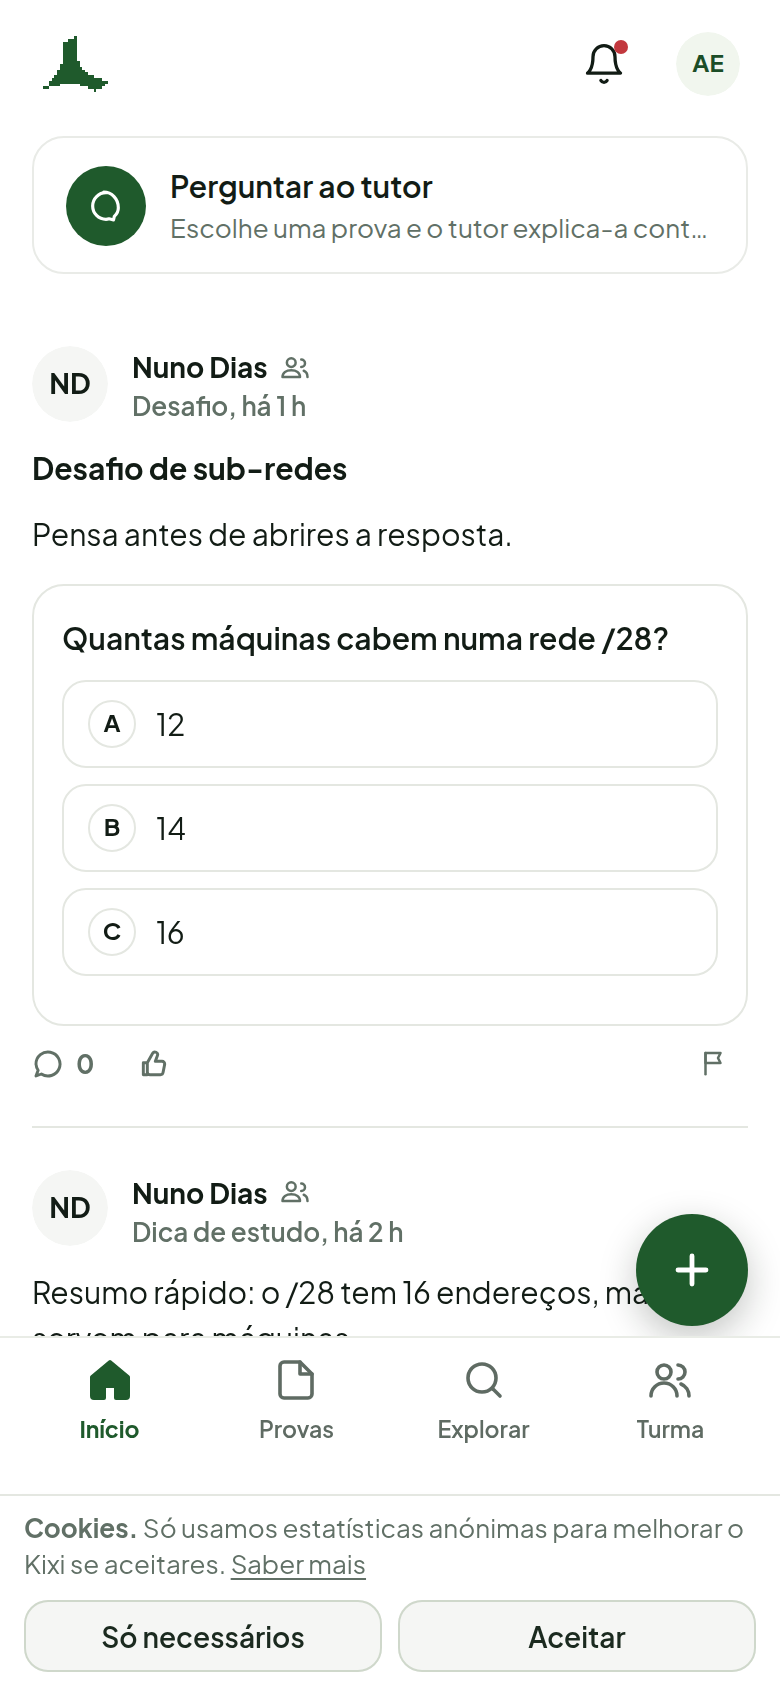 AE
Perguntar ao tutor
Escolhe uma prova e o tutor explica-a cont…
ND
Nuno Dias
Desafio, há 1 h
Desafio de sub-redes
Pensa antes de abrires a resposta.
Quantas máquinas cabem numa rede /28?
A 12
B 14
C 16
0
ND
Nuno Dias
Dica de estudo, há 2 h
Resumo rápido: o /28 tem 16 endereços, ma
servem para máquinas
Início
Provas
Explorar
Turma
Cookies. Só usamos estatísticas anónimas para melhorar o
Kixi se aceitares. Saber mais
Só necessários
Aceitar